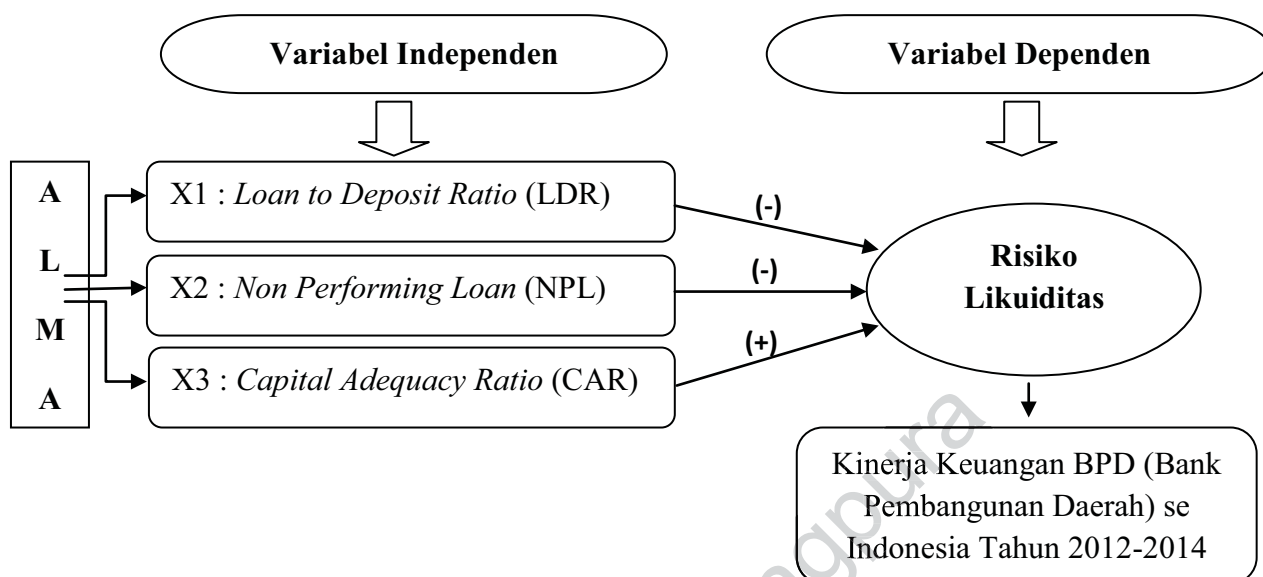 Variabel Independen
Variabel Dependen
A
L
M
A
X1 : Loan to Deposit Ratio (LDR)
X2 : Non Performing Loan (NPL)
X3 : Capital Adequacy Ratio (CAR)
(-)
(-)
(+)
Risiko
Likuiditas
Kinerja Keuangan BPD (Bank
Pembangunan Daerah) se
Indonesia Tahun 2012-2014